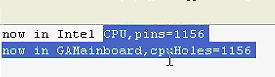 now in Intel CPU,pins=1156
now in GAMainboard,cpuHoles=1156